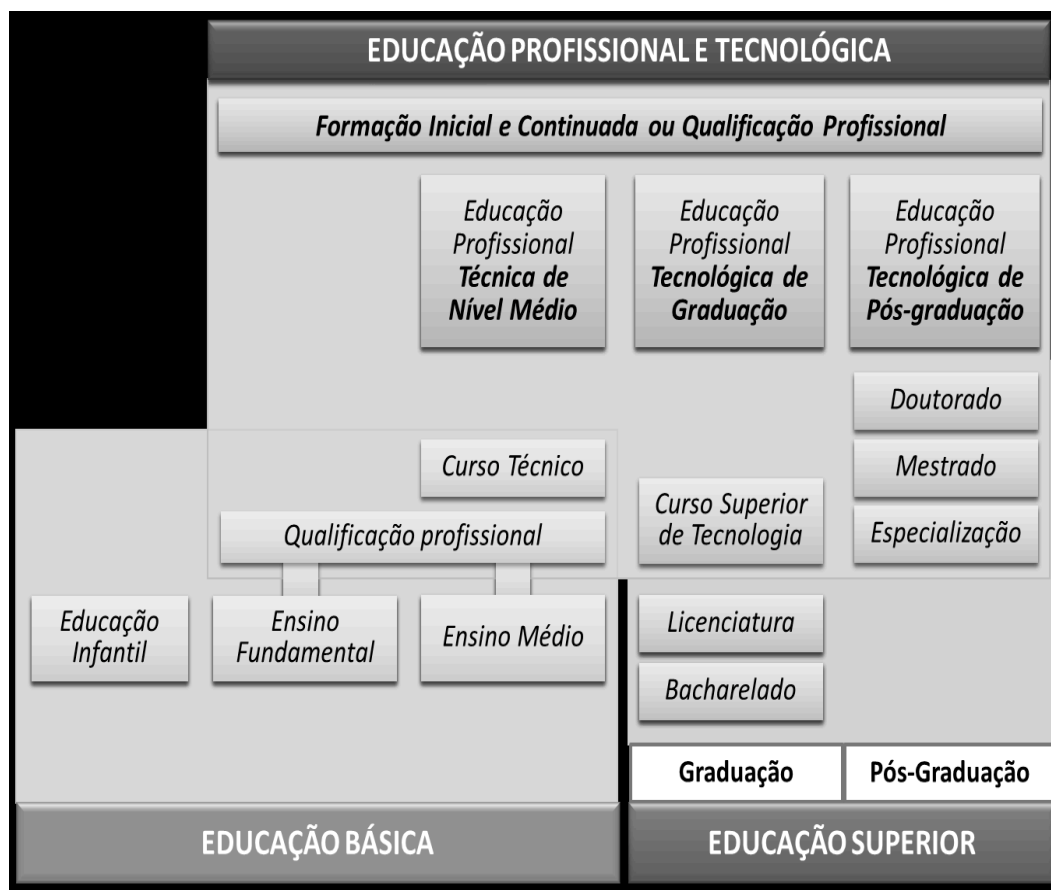 EDUCAÇÃO PROFISSIONAL E TECNOLÓGICA
Formação Inicial e Continuada ou Qualificação Profissional
Educação
Profissional
Técnica de
Nível Médio
Educação
Profissional
Tecnológica de
Graduação
Educação
Profissional
Tecnológica de
Pós-graduação
Doutorado
Curso Técnico
Mestrado
Curso Superior
de Tecnologia
Qualificação profissional
Especialização
Educação
Infantil
Ensino
Fundamental
Ensino Médio
Licenciatura
Bacharelado
Graduação
Pós-Graduação
EDUCAÇÃO BÁSICA
EDUCAÇÃO SUPERIOR